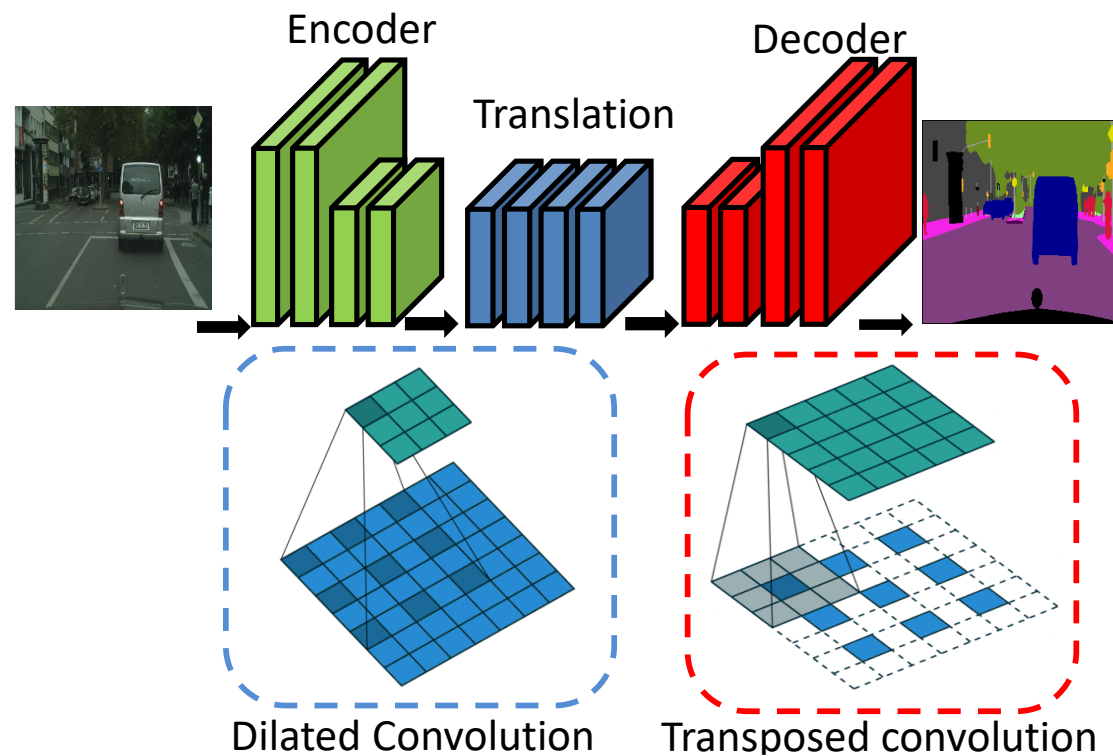 Encoder
Decoder
Translation
Dilated Convolution
Transposed convolution